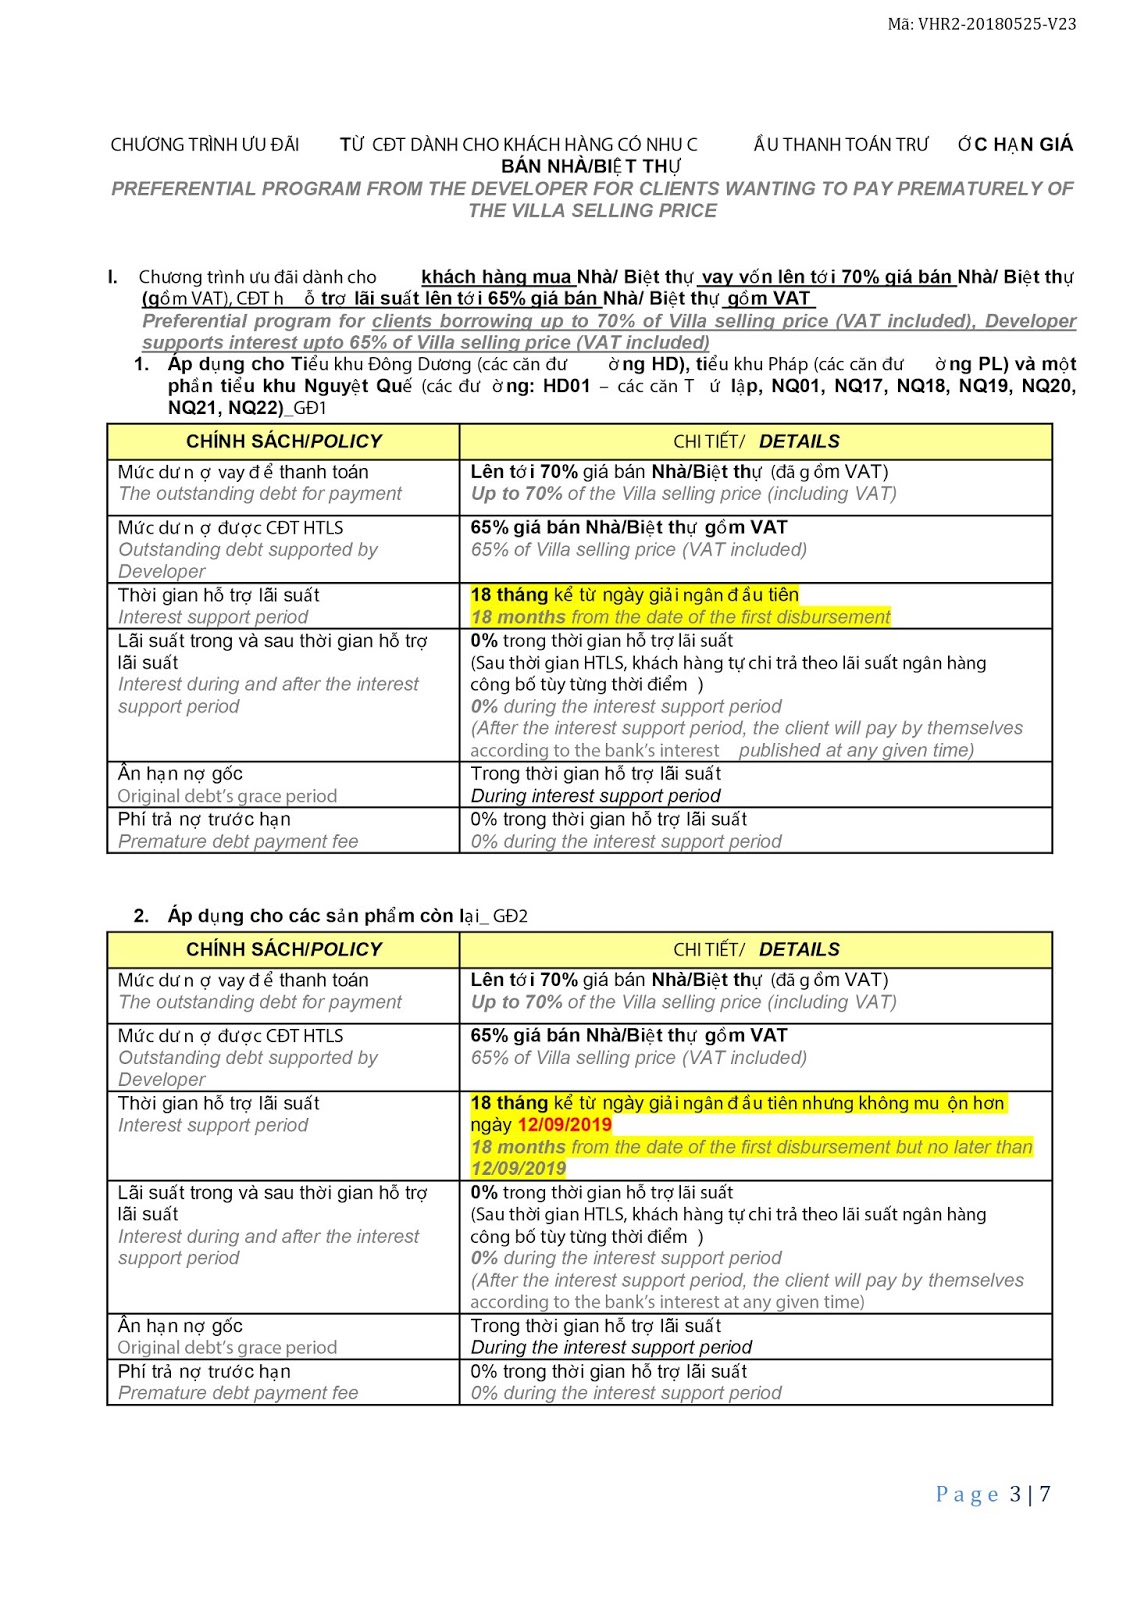 Mã: VHR2-20180525-V23
CHƯƠNG TRÌNH ƯU ĐÃI TỪ CĐT DÀNH CHO KHÁCH HÀNG CÓ NHU CẦU THANH TOÁN TRƯỚC HẠN GIÁ
BÁN NHÀ/BIỆT THỰ
PREFERENTIAL PROGRAM FROM THE DEVELOPER FOR CLIENTS WANTING TO PAY PREMATURELY OF
THE VILLA SELLING PRICE
I. Chương trình ưu đãi dành cho khách hàng mua Nhà/ Biệt thự vay vốn lên tới 70% giá bán Nhà/ Biệt thự
(gồm VAT), CĐT hỗ trợ lãi suất lên tới 65% giá bán Nhà/ Biệt thự gồm VAT
Preferential program for clients borrowing up to 70% of Villa selling price (VAT included), Developer
supports interest upto 65% of Villa selling price (VAT included)
1. Áp dụng cho Tiểu khu Đông Dương (các căn đường HD), tiểu khu Pháp (các căn đường PL) và một
phần tiểu khu Nguyệt Quế (các đường: HD01 – các căn Tứ lập, NQ01, NQ17, NQ18, NQ19, NQ20,
NQ21, NQ22)_GĐ1
CHÍNH SÁCH/POLICY CHI TIẾT/ DETAILS
Mức dư nợ vay để thanh toán Lên tới 70% giá bán Nhà/Biệt thự (đã gồm VAT)
The outstanding debt for payment Up to 70% of the Villa selling price (including VAT)
Mức dư nợ được CĐT HTLS 65% giá bán Nhà/Biệt thự gồm VAT
Outstanding debt supported by 65% of Villa selling price (VAT included)
Developer
Thời gian hỗ trợ lãi suất 18 tháng kể từ ngày giải ngân đầu tiên
Interest support period 18 months from the date of the first disbursement
Lãi suất trong và sau thời gian hỗ trợ 0% trong thời gian hỗ trợ lãi suất
lãi suất (Sau thời gian HTLS, khách hàng tự chi trả theo lãi suất ngân hàng
Interest during and after the interest công bố tùy từng thời điểm )
support period 0% during the interest support period
(After the interest support period, the client will pay by themselves
according to the bank's interest published at any given time)
Ân hạn nợ gốc Trong thời gian hỗ trợ lãi suất
Original debt's grace period During interest support period
Phí trả nợ trước hạn 0% trong thời gian hỗ trợ lãi suất
Premature debt payment fee 0% during the interest support period
2. Áp dụng cho các sản phẩm còn lại_ GĐ2
CHÍNH SÁCH/POLICY CHI TIẾT/ DETAILS
Mức dư nợ vay để thanh toán Lên tới 70% giá bán Nhà/Biệt thự (đã gồm VAT)
The outstanding debt for payment Up to 70% of the Villa selling price (including VAT)
Mức dư nợ được CĐT HTLS 65% giá bán Nhà/Biệt thự gồm VAT
Outstanding debt supported by 65% of Villa selling price (VAT included)
Developer
Thời gian hỗ trợ lãi suất 18 tháng kể từ ngày giải ngân đầu tiên nhưng không muộn hơn
Interest support period ngày 12/09/2019
18 months from the date of the first disbursement but no later than
12/09/2019
Lãi suất trong và sau thời gian hỗ trợ 0% trong thời gian hỗ trợ lãi suất
lãi suất (Sau thời gian HTLS, khách hàng tự chi trả theo lãi suất ngân hàng
Interest during and after the interest công bố tùy từng thời điểm )
support period 0% during the interest support period
(After the interest support period, the client will pay by themselves
according to the bank's interest at any given time)
Ân hạn nợ gốc Trong thời gian hỗ trợ lãi suất
Original debt's grace period During the interest support period
Phí trả nợ trước hạn 0% trong thời gian hỗ trợ lãi suất
Premature debt payment fee 0% during the interest support period
Page 3 | 7